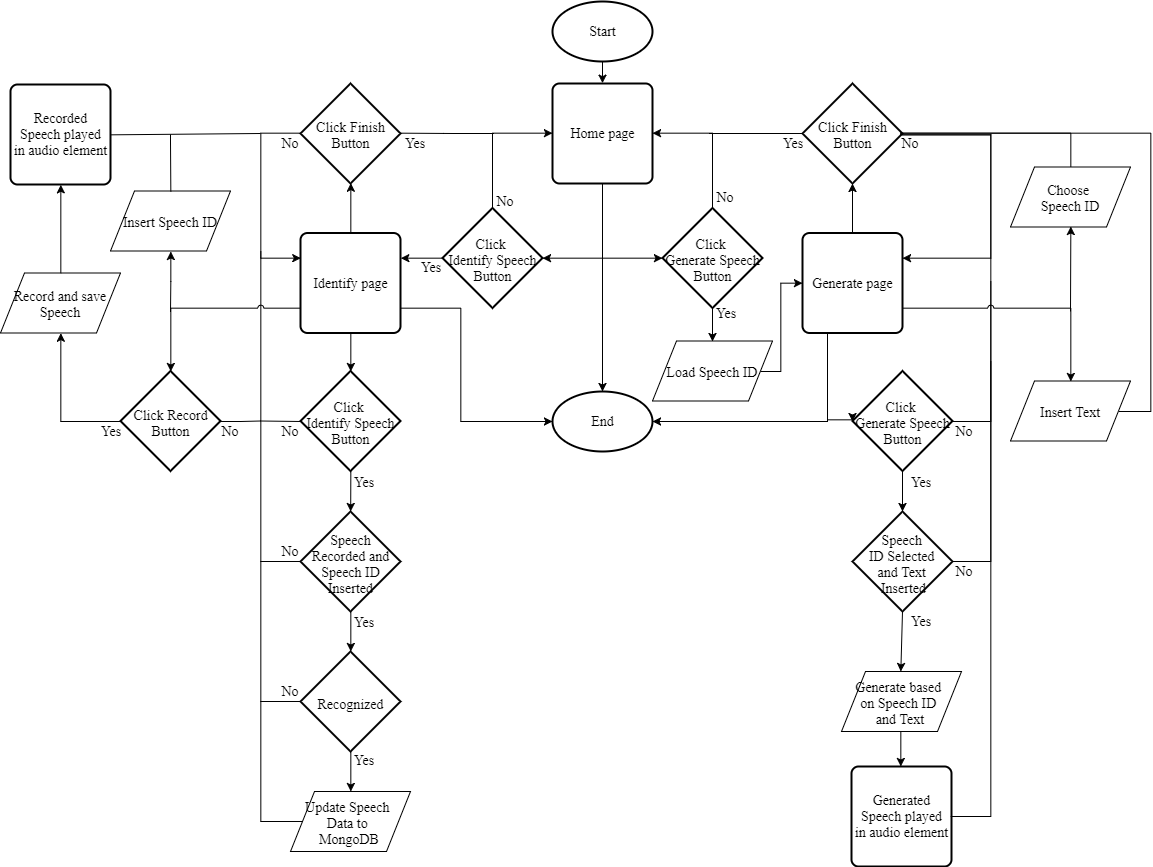 Start
Recorded
Speech played
in audio element
Click Finish
Button
Home page
Click Finish
Button
No
Yes
Yes
No
Choose
Speech ID
Insert Speech ID
No
No
Click
Identify Speech
Button
Click
Generate Speech
Button
Yes
Identify page
Generate page
Record and save
Speech
Yes
Load Speech ID
Click Record
Button
Yes
No
No
Click
Identify Speech
Button
End
Click
Generate Speech
Button
No
Insert Text
Yes
Yes
Speech
Recorded and
Speech ID
Inserted
No
Speech
ID Selected
and Text
Inserted
No
Yes
Yes
No
Recognized
Generate based
on Speech ID
and Text
Yes
Update Speech
Data to
MongoDB
Generated
Speech played
in audio element